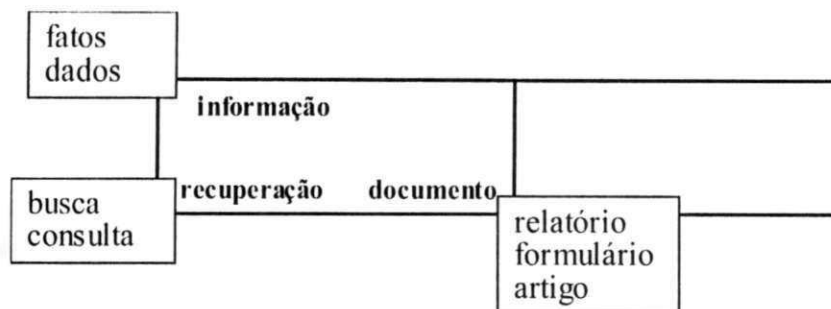 fatos
dados
informação
recuperação documento
busca
consulta
relatório
formulário
artigo